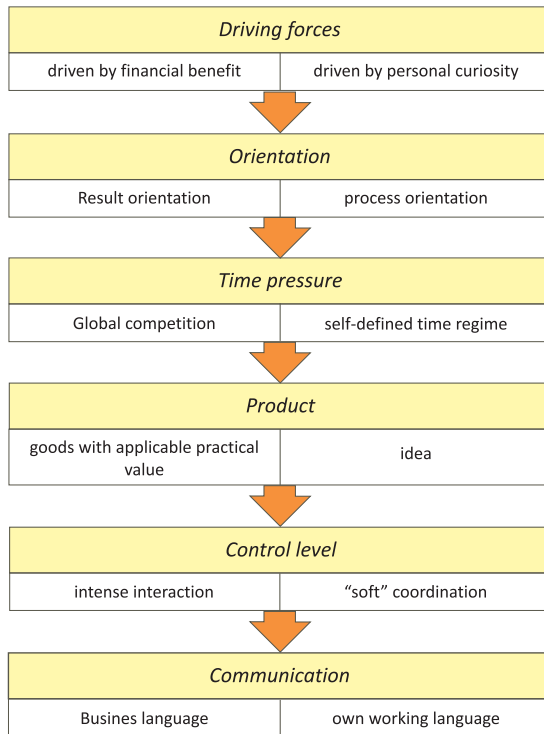 Driving forces
driven by financial benefit
driven by personal curiosity
Orientation
Result orientation
process orientation
Time pressure
Global competition
self-defined time regime
Product
goods with applicable practical
value
idea
Control level
intense interaction
“soft” coordination
Communication
Busines language
own working language